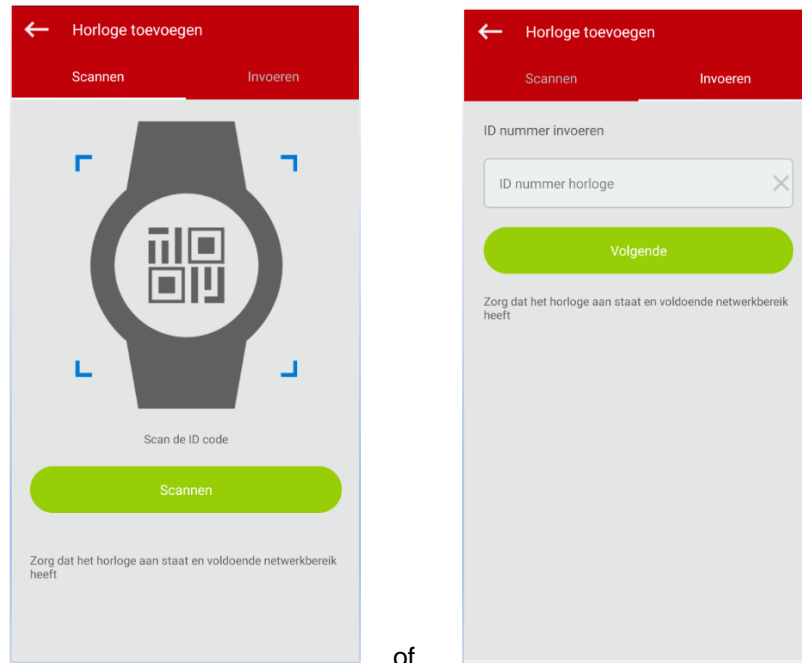 Horloge toevoegen
Scannen Invoeren
Scan de ID code
Scannen
Zorg dat het horloge aan staat en voldoende netwerkbereik
heeft
of
Horloge toevoegen
Scannen Invoeren
ID nummer invoeren
ID nummer horloge
Volgende
Zorg dat het horloge aan staat en voldoende netwerkbereik
heeft